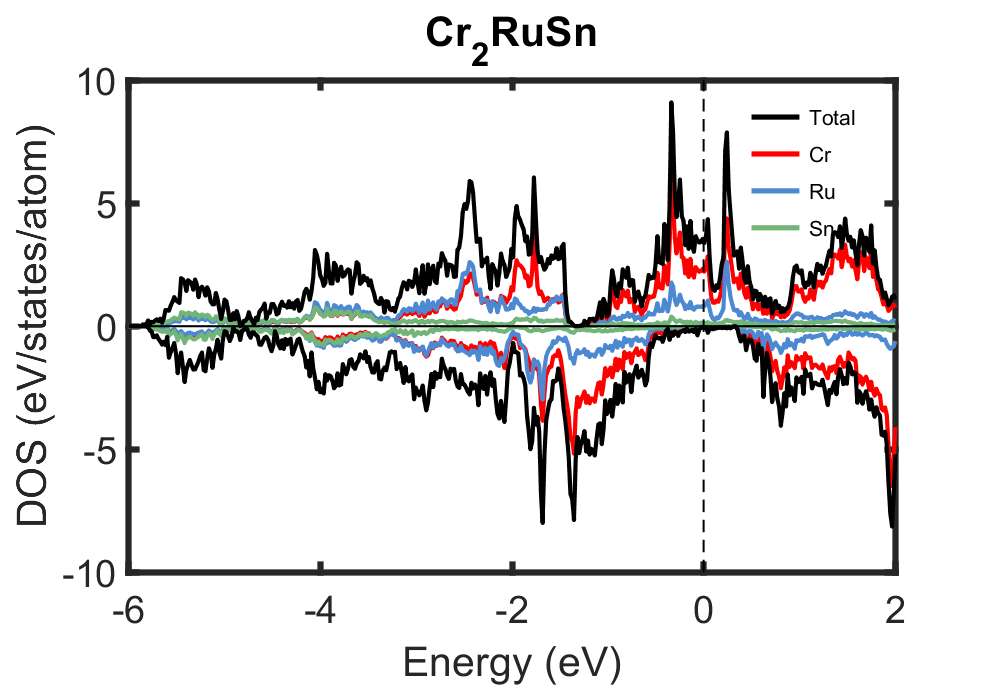 Cr2RuSn
DOS (eV/states/atom)
10
5
0
-5
-10
Total
Cr
Ru
Sn
-6
-4
-2
0
2
Energy (eV)